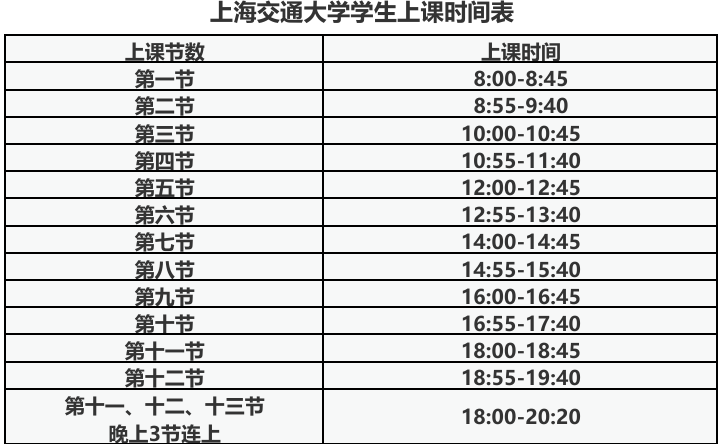 上海交通大学学生上课时间表
上课节数 上课时间
第一节 8:00-8:45
第二节 8:55-9:40
第三节 10:00-10:45
第四节 10:55-11:40
第五节 12:00-12:45
第六节 12:55-13:40
第七节 14:00-14:45
第八节 14:55-15:40
第九节 16:00-16:45
第十节 16:55-17:40
第十一节 18:00-18:45
第十二节 18:55-19:40
第十一、十二、十三节
晚上3节连上 18:00-20:20